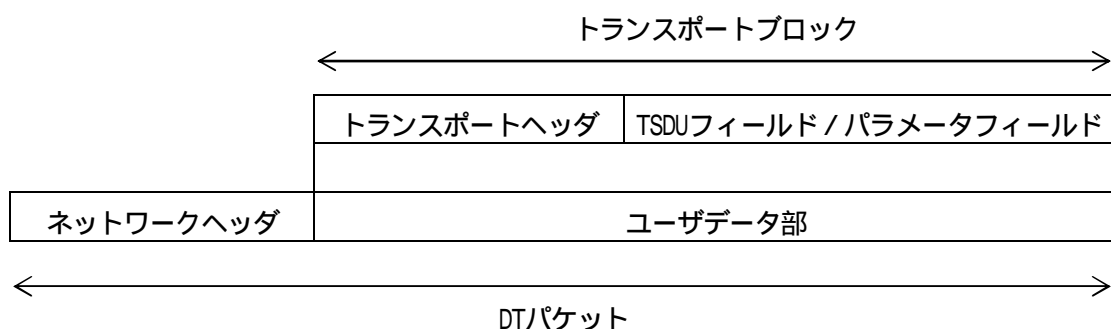 トランスポートブロック
トランスポートヘッダ TSDUフィールド / パラメータフィールド
ネットワークヘッダ ユーザデータ部
DTパケット